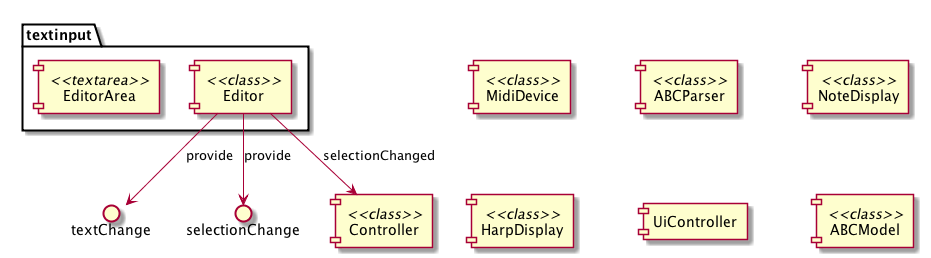 textinput
<<textarea>>
EditorArea
<<class>>
Editor
<<class>>
MidiDevice
<<class>>
ABCParser
<<class>>
NoteDisplay
provide
provide
selectionChanged
textChange
selectionChange
<<class>>
Controller
<<class>>
HarpDisplay
UiController
<<class>>
ABCModel